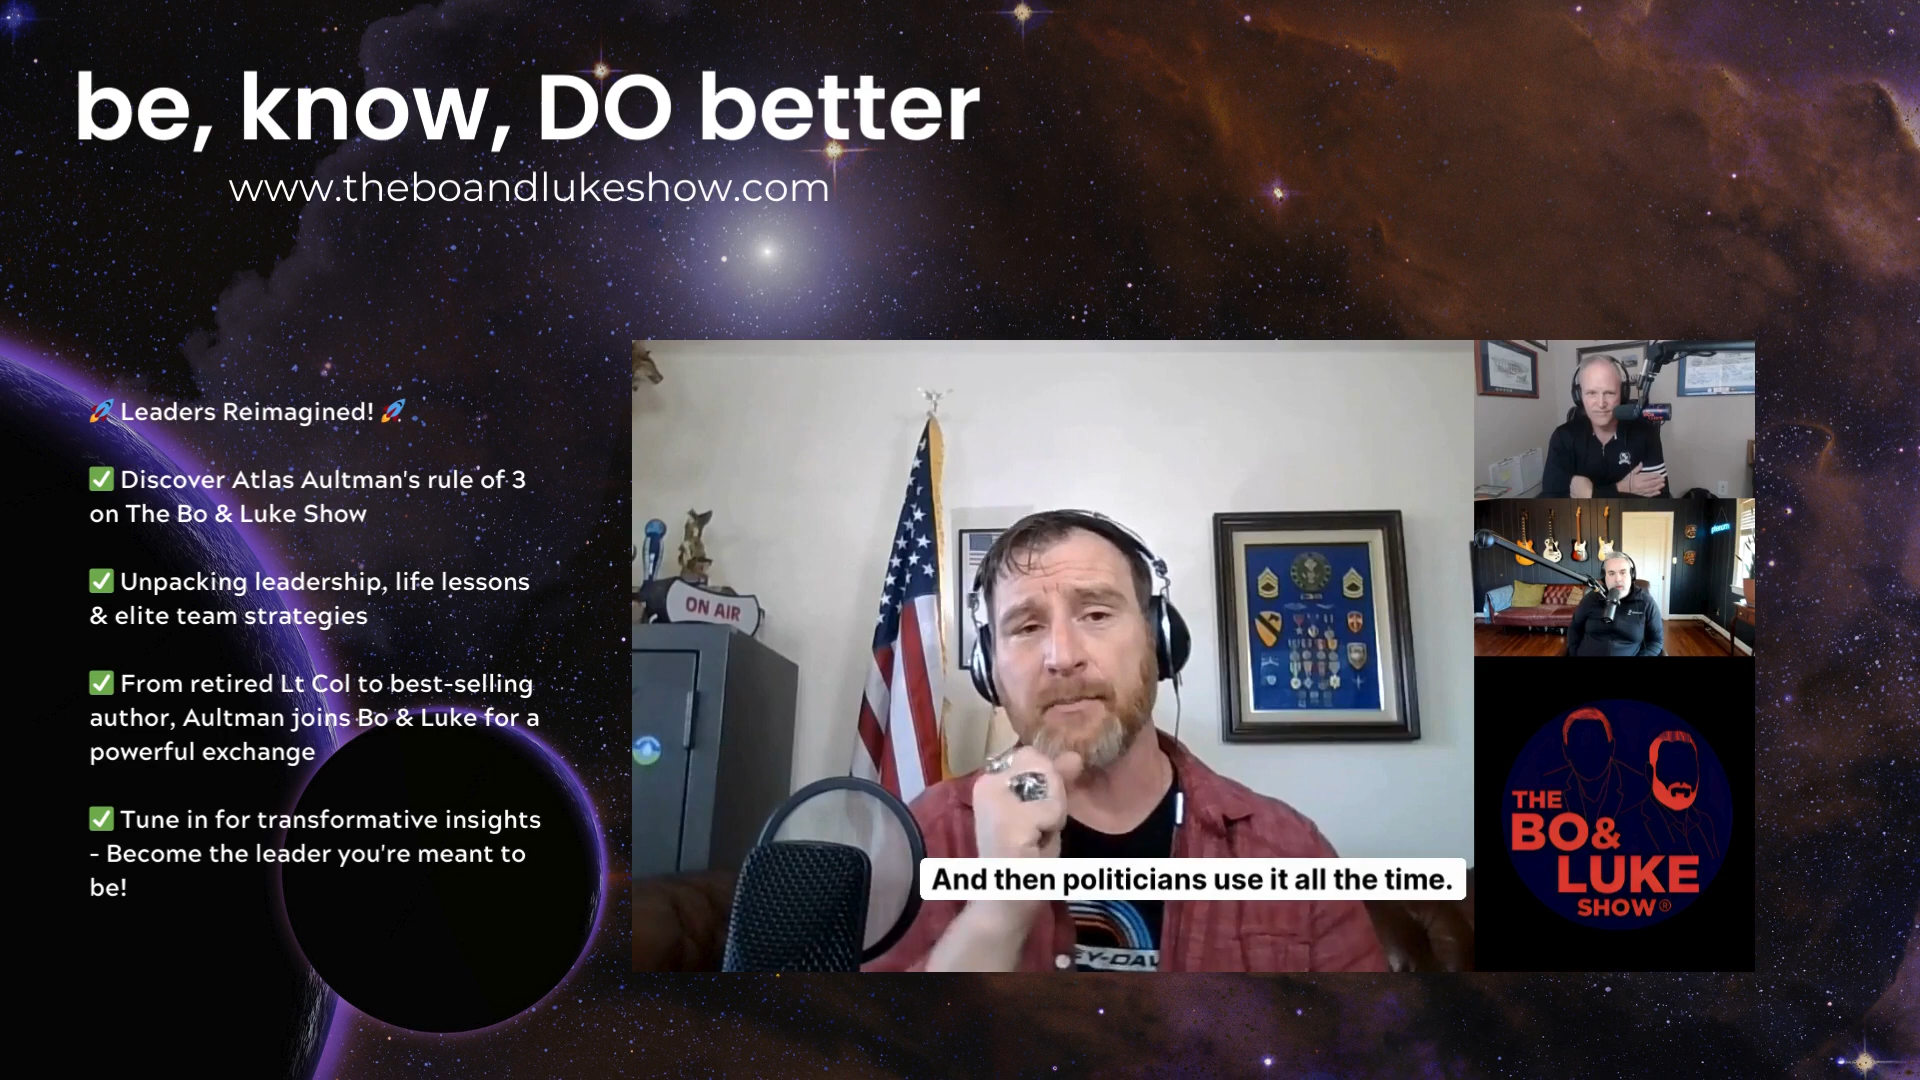 be, know, DO better
www.theboandlukeshow.com
🚀 Leaders Reimagined! 🚀
✅ Discover Atlas Aultman's rule of 3
on The Bo & Luke Show
✅ Unpacking leadership, life lessons
& elite team strategies
✅ From retired Lt Col to best-selling
author, Aultman joins Bo & Luke for a
powerful exchange
✅ Tune in for transformative insights
- Become the leader you're meant to
be!
ON AIR
And then politicians use it all the time.
EY-DAV
THE
BO&
LUKE
SHOW®